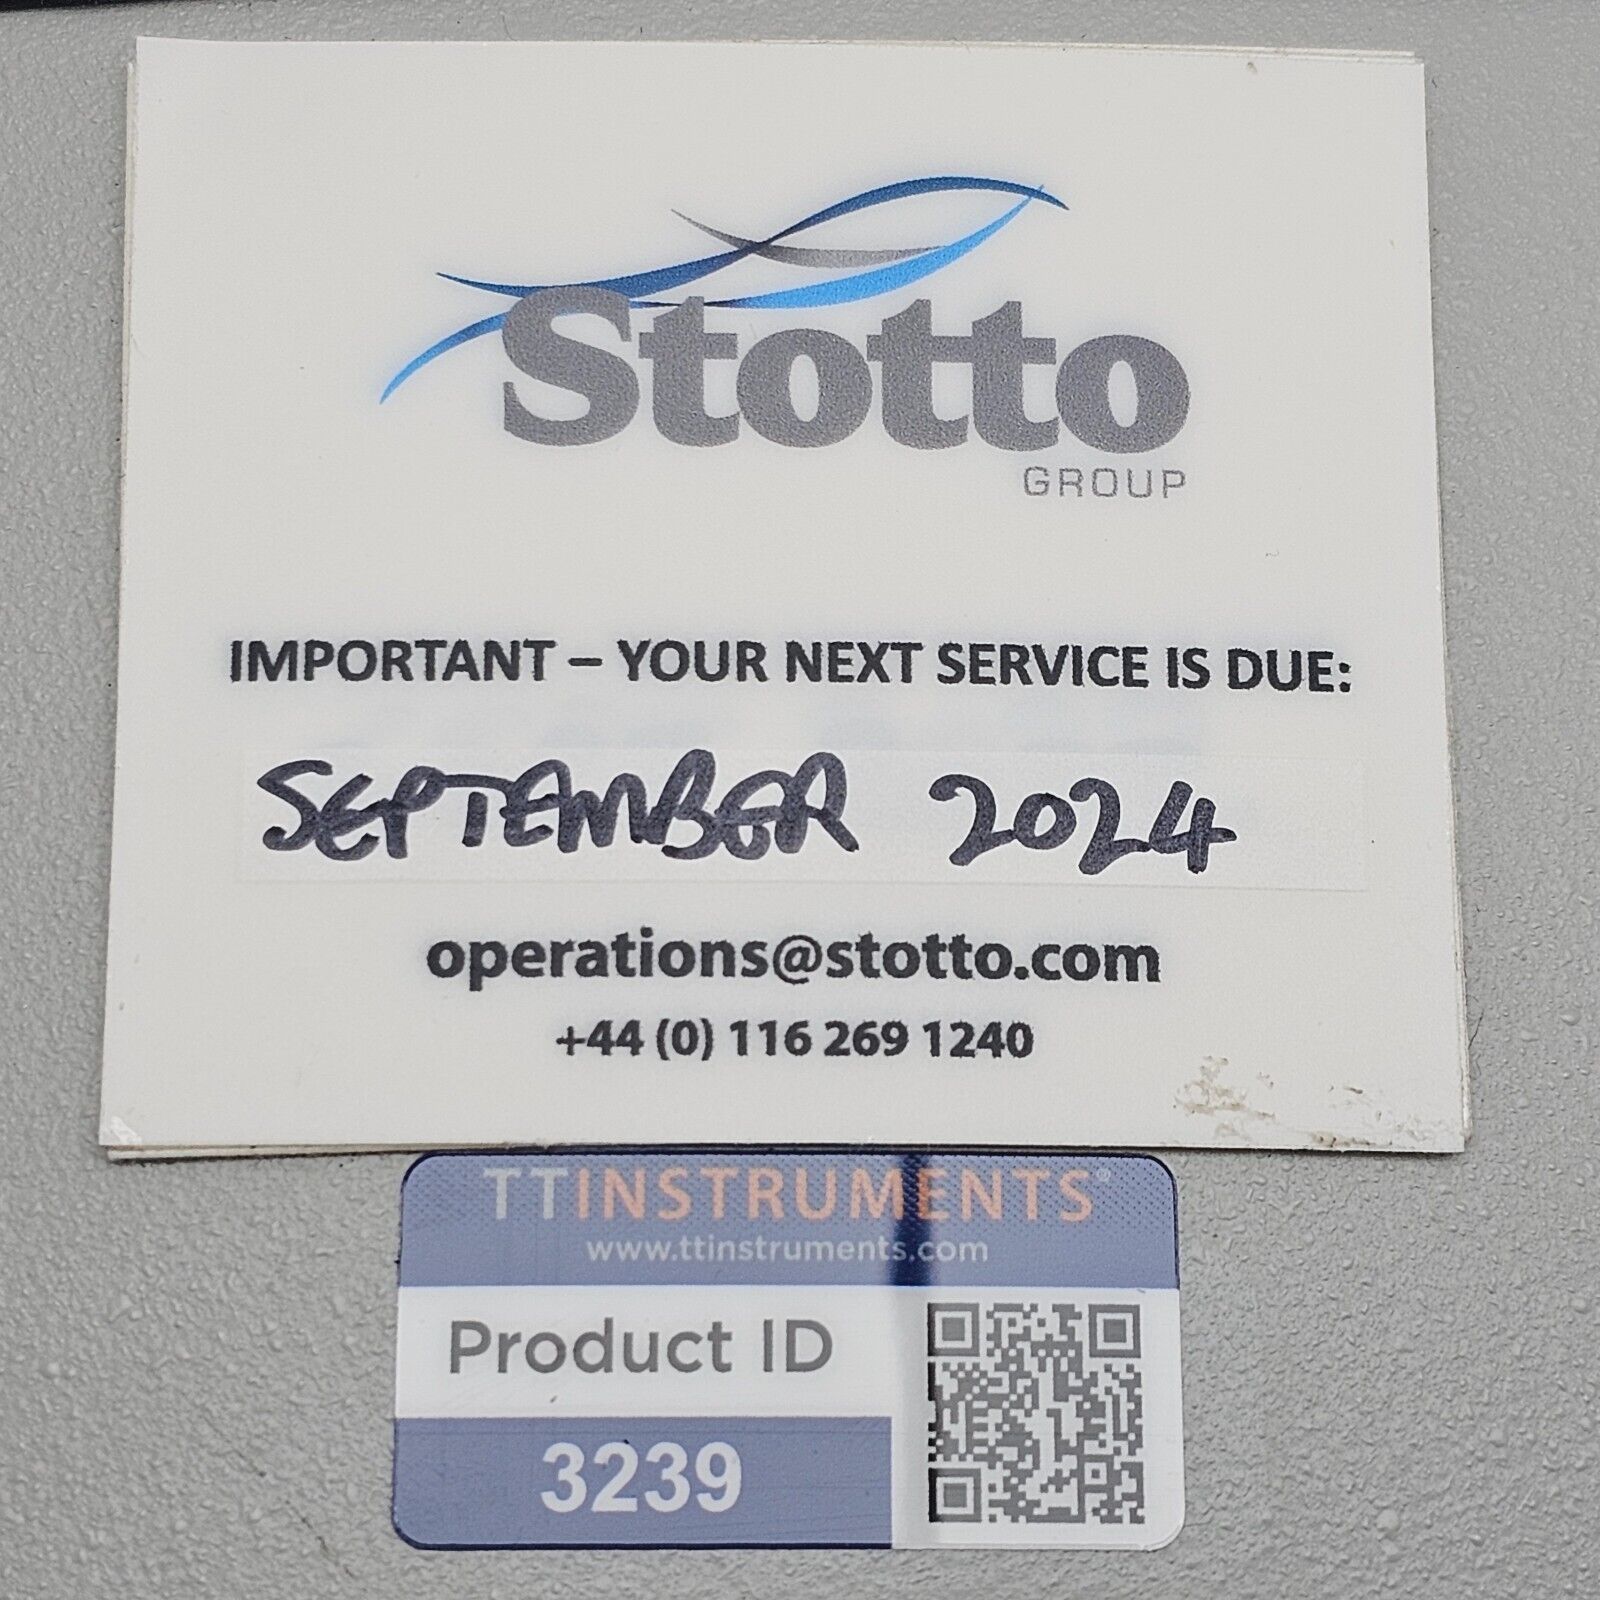 Stotto
GROUP
IMPORTANT – YOUR NEXT SERVICE IS DUE:
SEPTEMBER 2024
operations@stotto.com
+44 (0) 116 269 1240
TTINSTRUMENTS®
www.ttinstruments.com
Product ID
3239